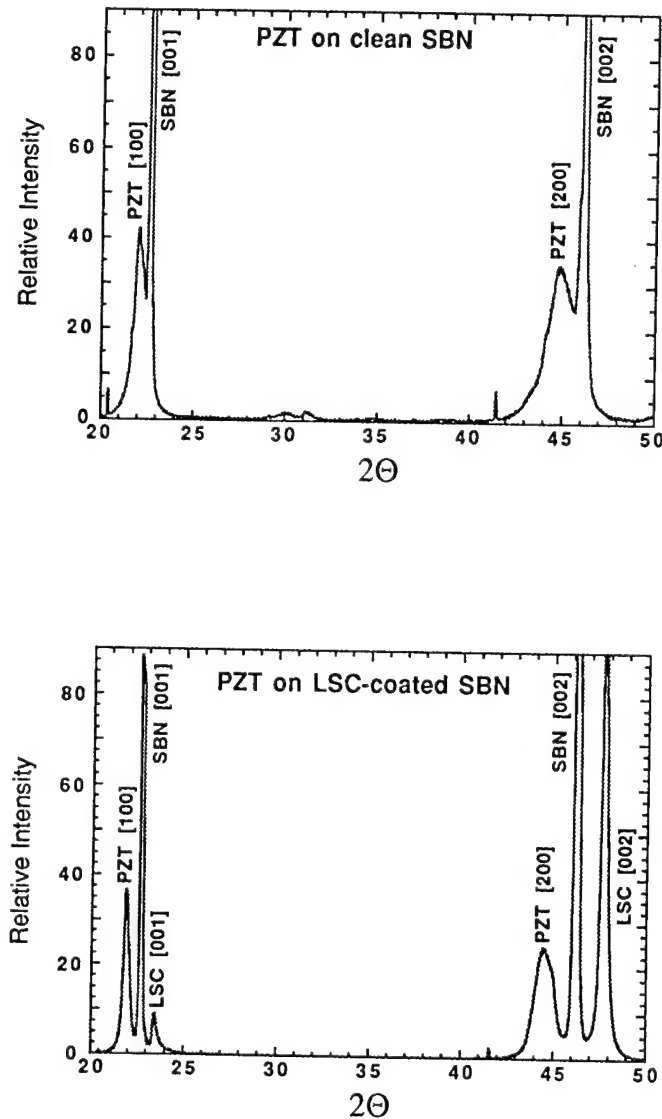 PZT on clean SBN
80
60
40
20
0
Relative Intensity
PZT [100]
SBN [001]
PZT [200]
SBN [002]
20 25 30 35 40 45 50
2Θ
PZT on LSC-coated SBN
80
60
40
20
0
Relative Intensity
PZT [100]
SBN [001]
LSC [001]
PZT [200]
SBN [002]
LSC [002]
20 25 30 35 40 45 50
2Θ